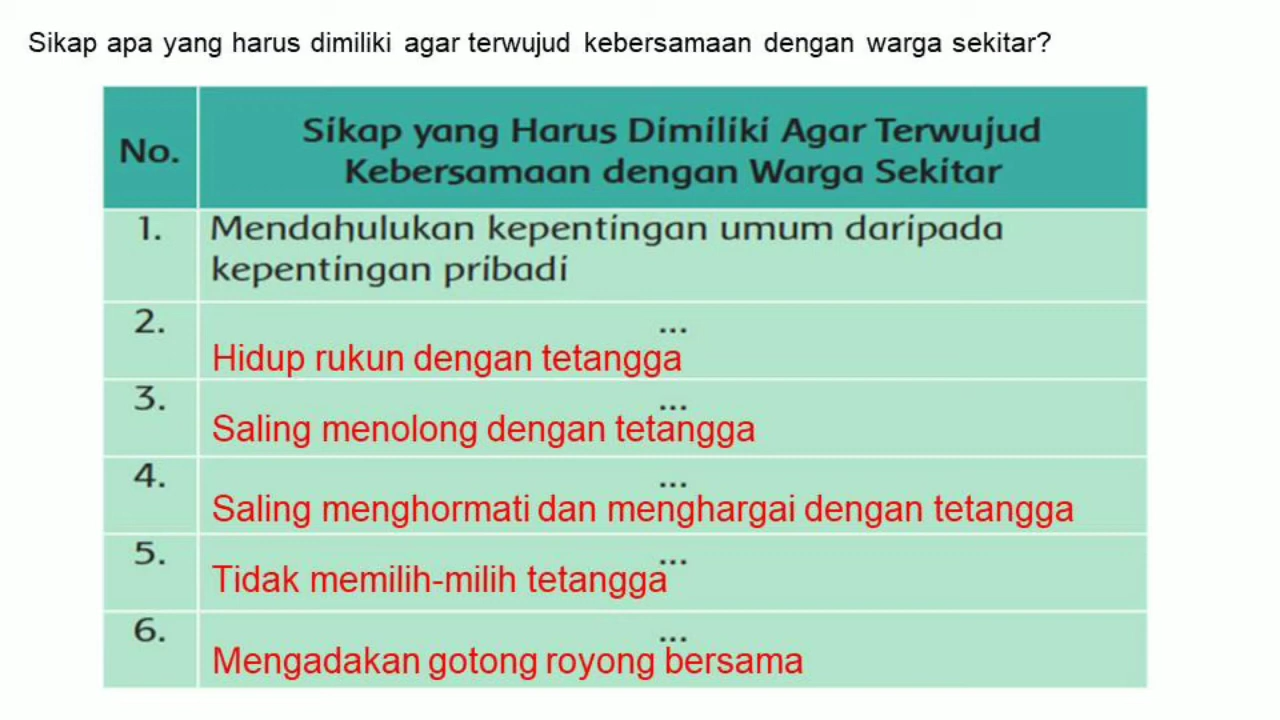 Sikap apa yang harus dimiliki agar terwujud kebersamaan dengan warga sekitar?
No.
Sikap yang Harus Dimiliki Agar Terwujud
Kebersamaan dengan Warga Sekitar
1. Mendahulukan kepentingan umum daripada
kepentingan pribadi
2. ...
Hidup rukun dengan tetangga
3. ...
Saling menolong dengan tetangga
4. ...
Saling menghormati dan menghargai dengan tetangga
5. ...
Tidak memilih-milih tetangga
6. ...
Mengadakan gotong royong bersama